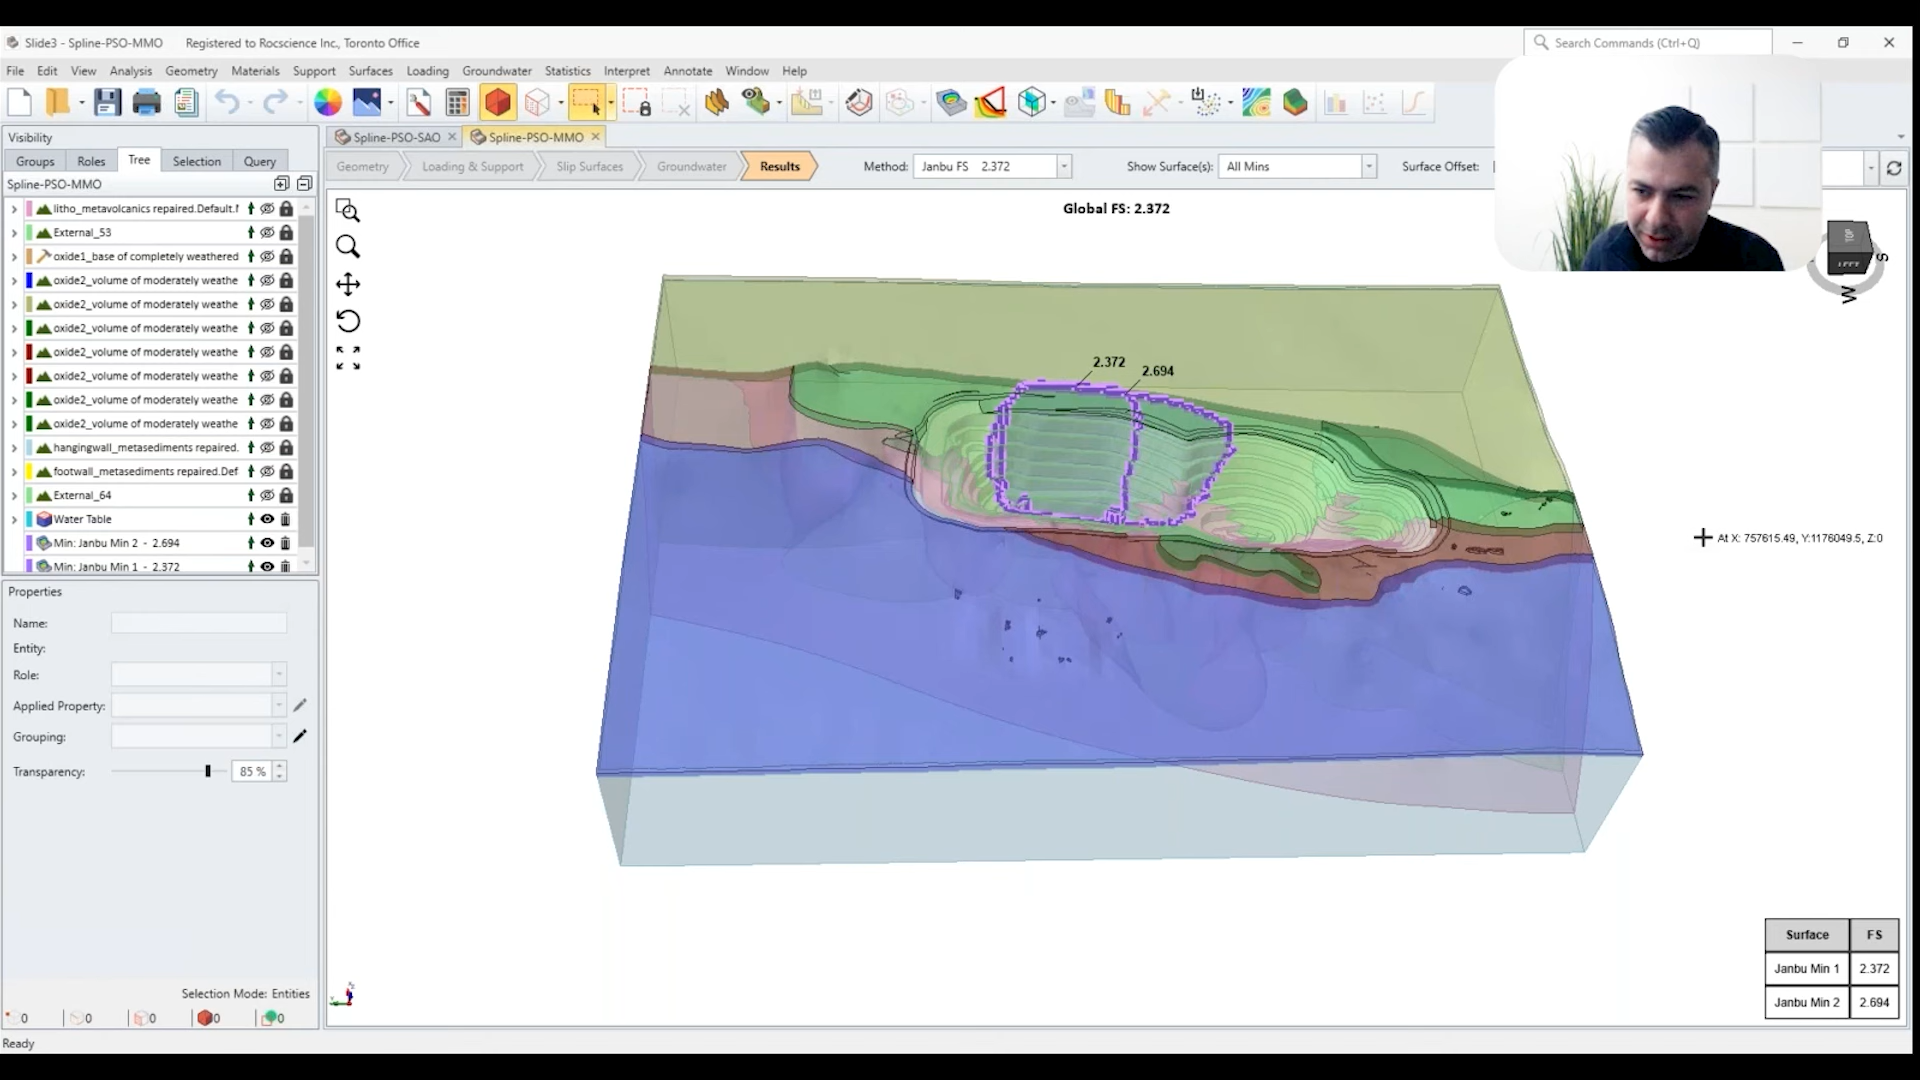 Slide3 - Spline-PSO-MMO Registered to Rocscience Inc., Toronto Office
Search Commands (Ctrl+Q)
File Edit View Analysis Geometry Materials Support Surfaces Loading Groundwater Statistics Interpret Annotate Window Help
Visibility
Groups Roles Tree Selection Query
Spline-PSO-MMO
litho_metavolcanics repaired.Default.f
External_53
oxide1_base of completely weathered
oxide2_volume of moderately weathe
oxide2_volume of moderately weathe
oxide2_volume of moderately weathe
oxide2_volume of moderately weathe
oxide2_volume of moderately weathe
oxide2_volume of moderately weathe
oxide2_volume of moderately weathe
hangingwall_metasediments repaired.
footwall_metasediments repaired.Def
External_64
Water Table
Min: Janbu Min 2 - 2.694
Min: Janbu Min 1 - 2.372
Properties
Name:
Entity:
Role:
Applied Property:
Grouping:
Transparency: 85 %
Selection Mode: Entities
0 0 0 0 0
Ready
Spline-PSO-SAO Spline-PSO-MMO
Geometry Loading & Support Slip Surfaces Groundwater Results Method: Janbu FS 2.372 Show Surface(s): All Mins Surface Offset:
Global FS: 2.372
2.372
2.694
TOP
LEFT
S
W
At X: 757615.49, Y:1176049.5, Z:0
Surface FS
Janbu Min 1 2.372
Janbu Min 2 2.694